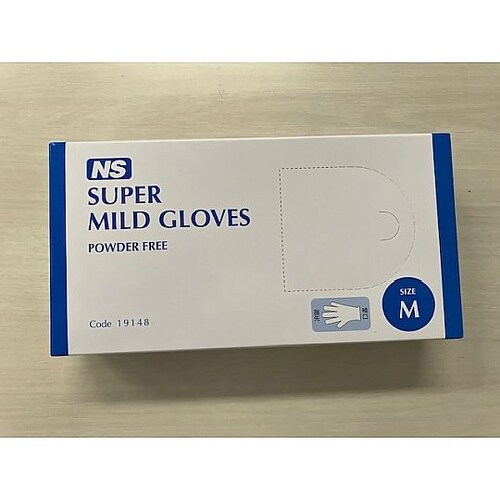 NS
SUPER
MILD GLOVES
POWDER FREE
Code 19148
SIZE
M